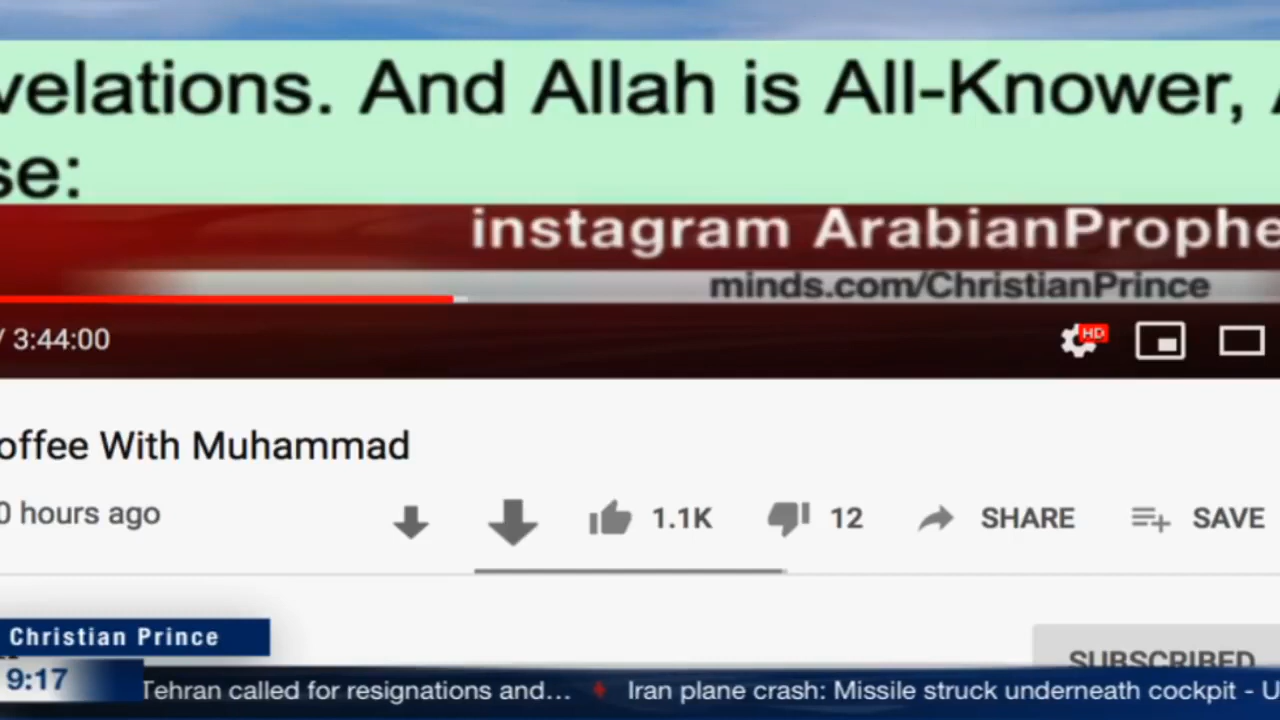 velations. And Allah is All-Knower,
se:
instagram ArabianProphe
minds.com/ChristianPrince
/ 3:44:00
HD
offee With Muhammad
0 hours ago
1.1K 12 SHARE SAVE
Christian Prince
SUBSCRIBED
9:17
Tehran called for resignations and... Iran plane crash: Missile struck underneath cockpit - U